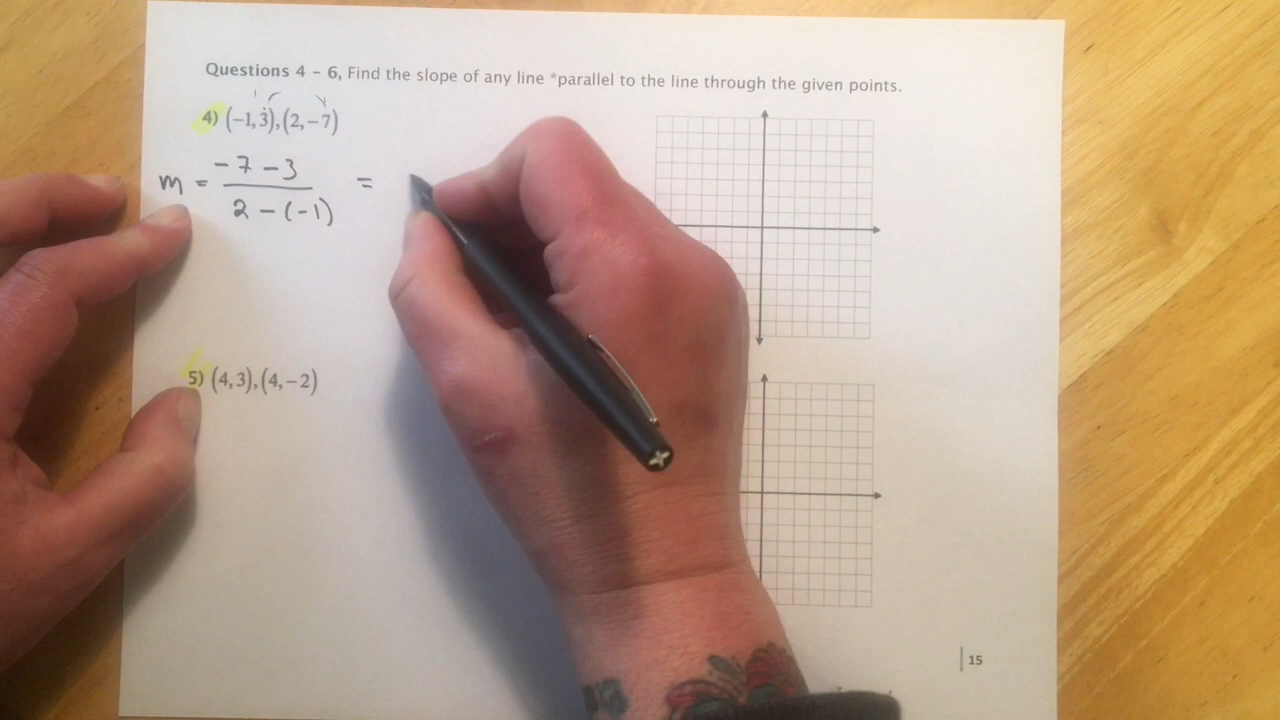 Questions 4 – 6, Find the slope of any line *parallel to the line through the given points.
4) (−1,3),(2,−7)
m = -7-3 / 2-(-1) =
5) (4,3),(4,−2)
15